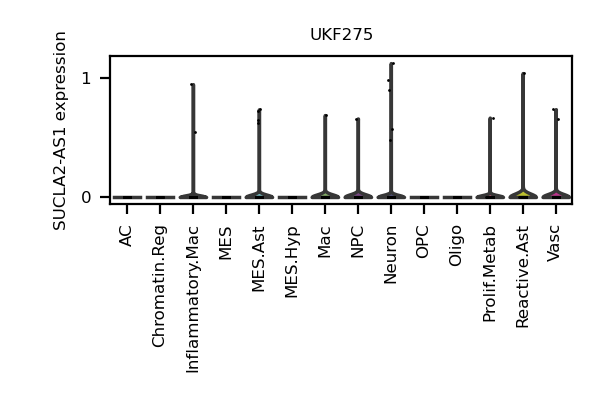 UKF275
SUCLA2-AS1 expression
1
0
AC
Chromatin.Reg
Inflammatory.Mac
MES
MES.Ast
MES.Hyp
Mac
NPC
Neuron
OPC
Oligo
Prolif.Metab
Reactive.Ast
Vasc